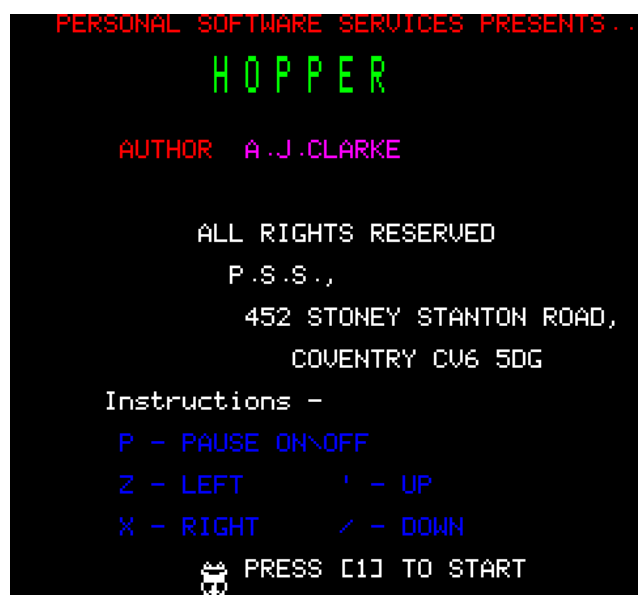 PERSONAL SOFTWARE SERVICES PRESENTS..
HOPPER
AUTHOR A.J.CLARKE
ALL RIGHTS RESERVED
P.S.S.,
452 STONEY STANTON ROAD,
COVENTRY CV6 5DG
Instructions -
P - PAUSE ON\OFF
Z - LEFT ' - UP
X - RIGHT / - DOWN
PRESS [1] TO START